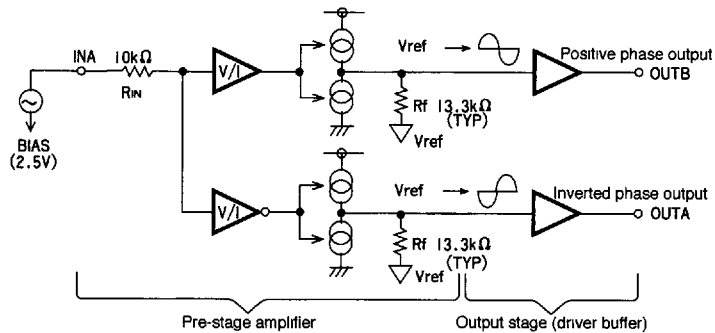 INA
10kΩ
RIN
BIAS
(2.5V)
V/I
Vref
Rf 13.3kΩ
(TYP)
Vref
Positive phase output
OUTB
V/I
Vref
Rf 13.3kΩ
(TYP)
Vref
Inverted phase output
OUTA
Pre-stage amplifier
Output stage (driver buffer)